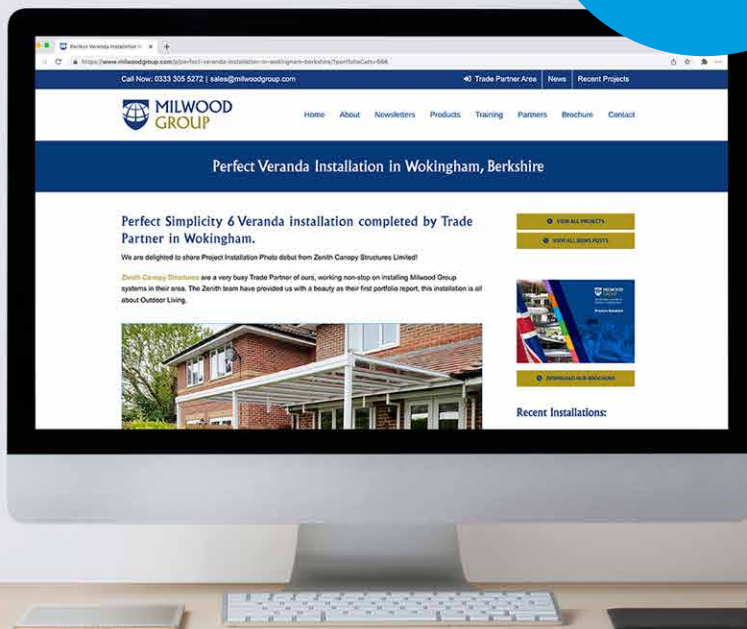 Perfect Veranda Installation in
https://www.milwoodgroup.com/p/perfect-veranda-installation-in-wokingham-berkshire/?portfolioCats=666
Call Now: 0333 305 5272 | sales@milwoodgroup.com
Trade Partner Area
News
Recent Projects
MILWOOD
GROUP
Home
About
Newsletters
Products
Training
Partners
Brochure
Contact
Perfect Veranda Installation in Wokingham, Berkshire
Perfect Simplicity 6 Veranda installation completed by Trade
Partner in Wokingham.
We are delighted to share Project Installation Photo debut from Zenith Canopy Structures Limited!
Zenith Canopy Structures are a very busy Trade Partner of ours, working non-stop on installing Milwood Group
systems in their area. The Zenith team have provided us with a beauty as their first portfolio report, this installation is all
about Outdoor Living.
VIEW ALL PROJECTS
VIEW ALL NEWS POSTS
MILWOOD
GROUP
DOWNLOAD OUR BROCHURE
Recent Installations: